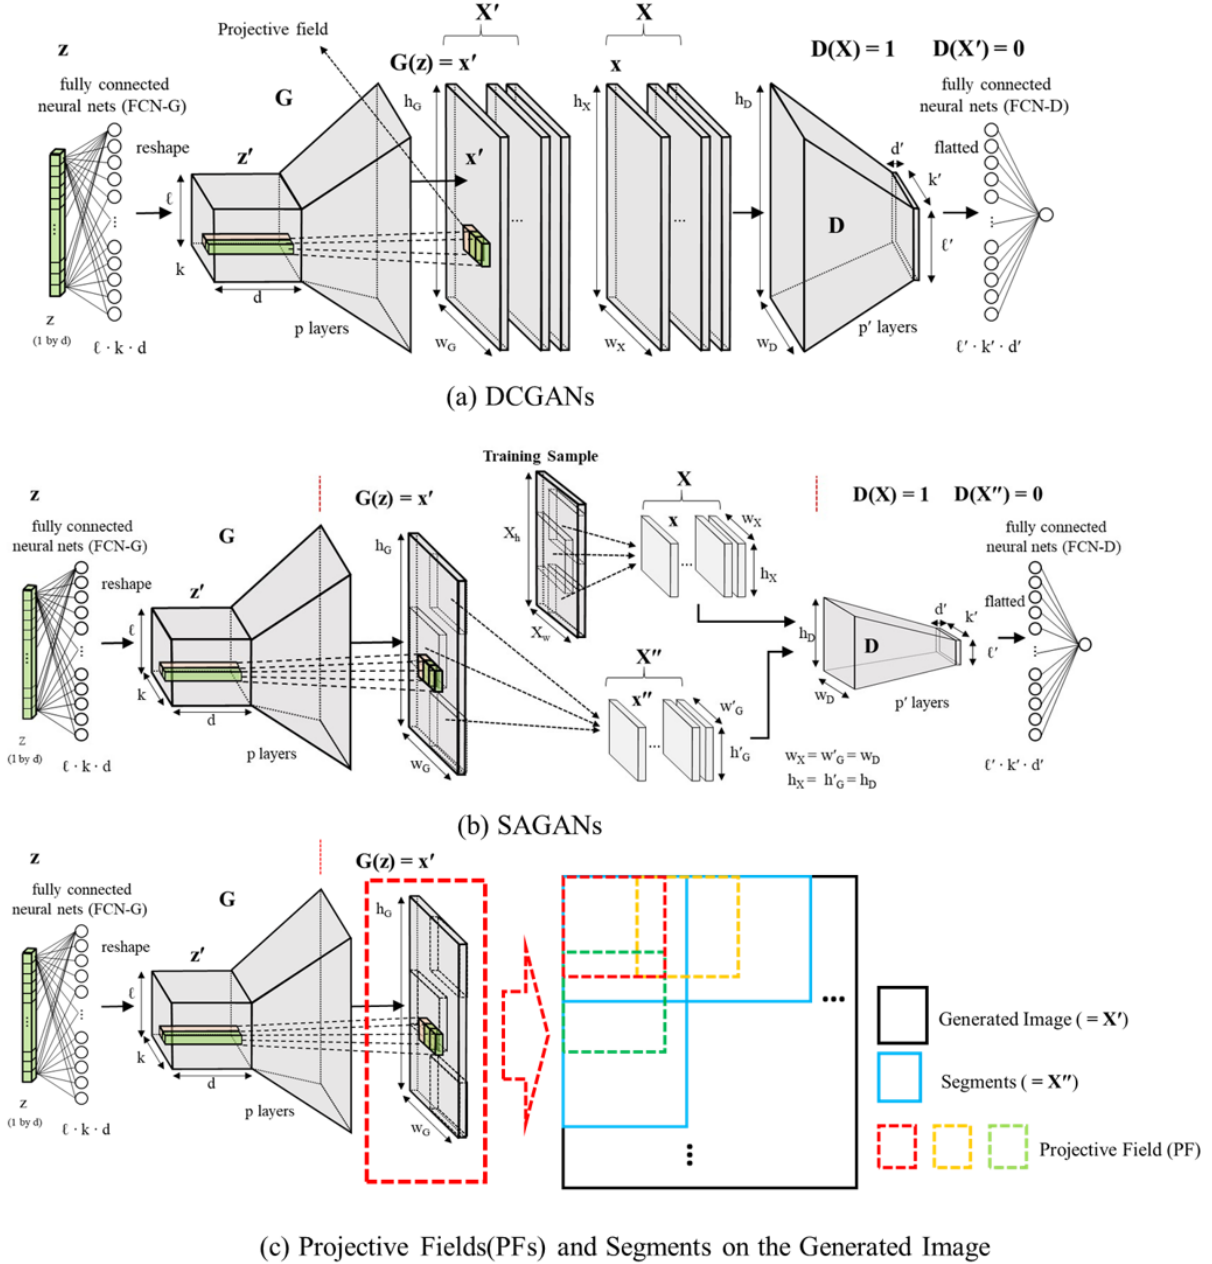 Projective field
X′
X
z
G(z) = x′
x
D(X) = 1
D(X′) = 0
fully connected
neural nets (FCN-G)
G
h_G
h_X
h_D
fully connected
neural nets (FCN-D)
reshape
z′
x′
d′
k′
flatted
ℓ
...
...
D
ℓ′
k
d
z
(1 by d)
ℓ · k · d
p layers
w_G
w_X
w_D
p′ layers
ℓ′ · k′ · d′
(a) DCGANs
Training Sample
z
G(z) = x′
X
D(X) = 1
D(X″) = 0
fully connected
neural nets (FCN-G)
G
h_G
X_h
x
w_X
fully connected
neural nets (FCN-D)
reshape
z′
...
h_X
flatted
ℓ
X_w
h_D
d′
k′
D
ℓ′
k
d
X″
x″
w′_G
w_D
p′ layers
z
(1 by d)
ℓ · k · d
p layers
w_G
...
h′_G
w_X = w′_G = w_D
h_X = h′_G = h_D
ℓ′ · k′ · d′
(b) SAGANs
z
G(z) = x′
fully connected
neural nets (FCN-G)
G
h_G
reshape
z′
ℓ
...
k
d
Generated Image ( = X′)
Segments ( = X″)
z
(1 by d)
ℓ · k · d
p layers
w_G
Projective Field (PF)
(c) Projective Fields(PFs) and Segments on the Generated Image